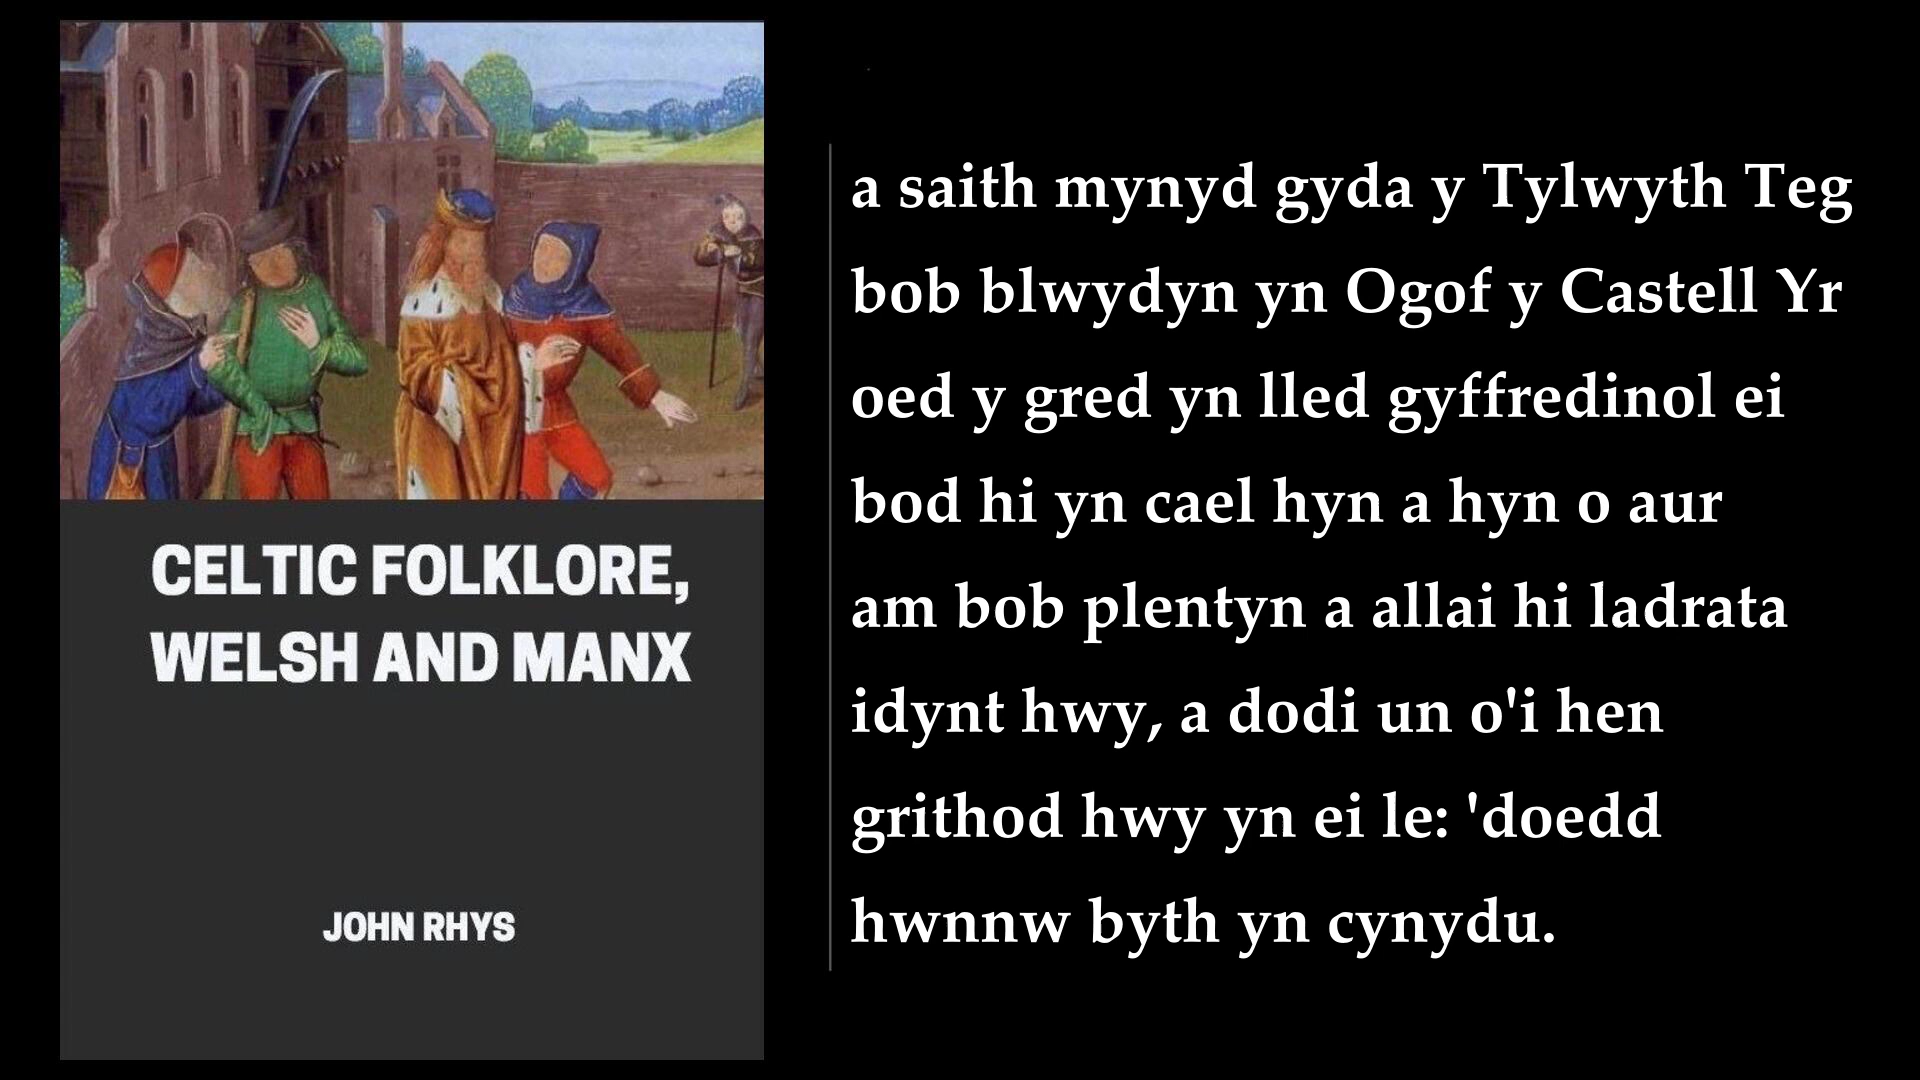 CELTIC FOLKLORE,
WELSH AND MANX
JOHN RHYS
a saith mynyd gyda y Tylwyth Teg
bob blwydyn yn Ogof y Castell Yr
oed y gred yn lled gyffredinol ei
bod hi yn cael hyn a hyn o aur
am bob plentyn a allai hi ladrata
idynt hwy, a dodi un o'i hen
grithod hwy yn ei le: 'doedd
hwnnw byth yn cynydu.